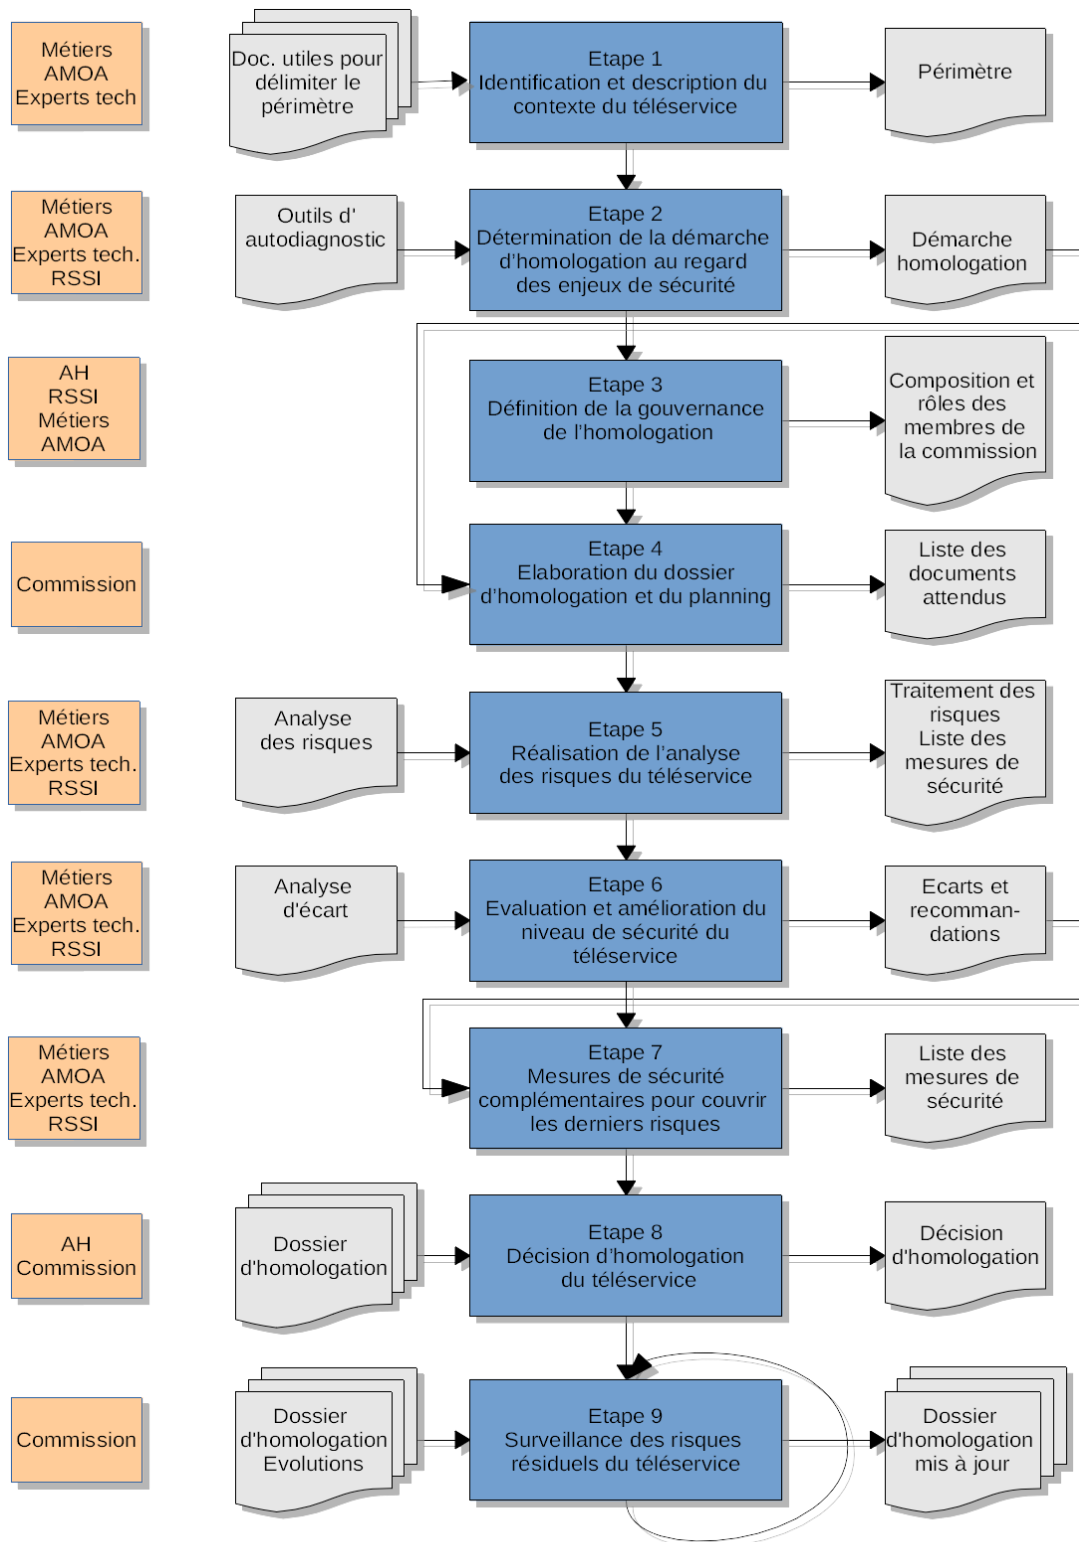 Métiers
AMOA
Experts tech
Doc. utiles pour
délimiter le
périmètre
Etape 1
Identification et description du
contexte du téléservice
Périmètre
Métiers
AMOA
Experts tech.
RSSI
Outils d'
autodiagnostic
Etape 2
Détermination de la démarche
d'homologation au regard
des enjeux de sécurité
Démarche
homologation
AH
RSSI
Métiers
AMOA
Etape 3
Définition de la gouvernance
de l'homologation
Composition et
rôles des
membres de
la commission
Commission
Etape 4
Elaboration du dossier
d'homologation et du planning
Liste des
documents
attendus
Métiers
AMOA
Experts tech.
RSSI
Analyse
des risques
Etape 5
Réalisation de l'analyse
des risques du téléservice
Traitement des
risques
Liste des
mesures de
sécurité
Métiers
AMOA
Experts tech.
RSSI
Analyse
d'écart
Etape 6
Evaluation et amélioration du
niveau de sécurité du
téléservice
Ecarts et
recomman-
dations
Métiers
AMOA
Experts tech.
RSSI
Etape 7
Mesures de sécurité
complémentaires pour couvrir
les derniers risques
Liste des
mesures de
sécurité
AH
Commission
Dossier
d'homologation
Etape 8
Décision d'homologation
du téléservice
Décision
d'homologation
Commission
Dossier
d'homologation
Evolutions
Etape 9
Surveillance des risques
résiduels du téléservice
Dossier
d'homologation
mis à jour